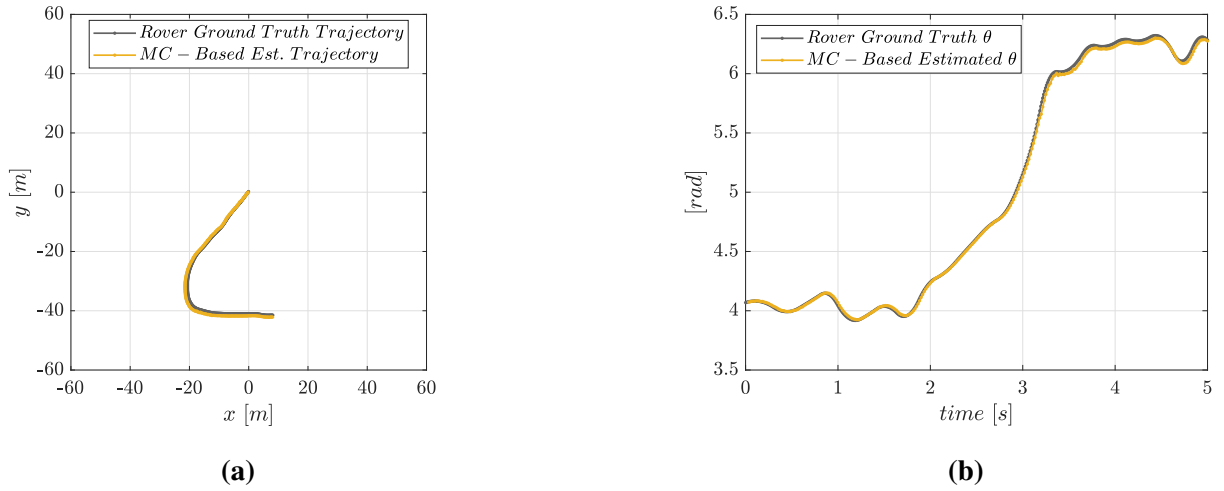 60
40
20
0
-20
-40
-60
-60 -40 -20 0 20 40 60
y [m]
x [m]
Rover Ground Truth Trajectory
MC − Based Est. Trajectory
(a)
6.5
6
5.5
5
4.5
4
3.5
0 1 2 3 4 5
[rad]
time [s]
Rover Ground Truth θ
MC − Based Estimated θ
(b)